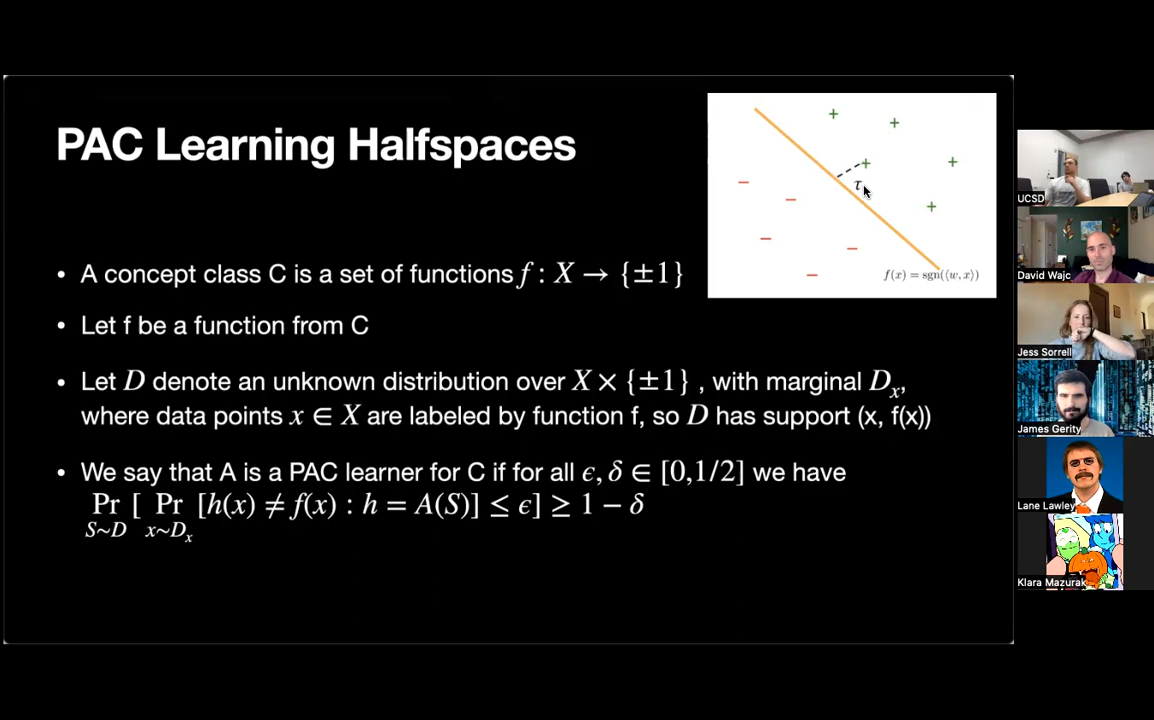 PAC Learning Halfspaces
τ
f(x) = sgn(⟨w, x⟩)
• A concept class C is a set of functions f : X → {±1}
• Let f be a function from C
• Let D denote an unknown distribution over X × {±1} , with marginal Dₓ,
where data points x ∈ X are labeled by function f, so D has support (x, f(x))
• We say that A is a PAC learner for C if for all ϵ, δ ∈ [0,1/2] we have
Pr [ Pr [h(x) ≠ f(x) : h = A(S)] ≤ ϵ] ≥ 1 − δ
S~D x~Dₓ
UCSD
David Wajc
Jess Sorrell
James Gerity
Lane Lawley
Klara Mazurak